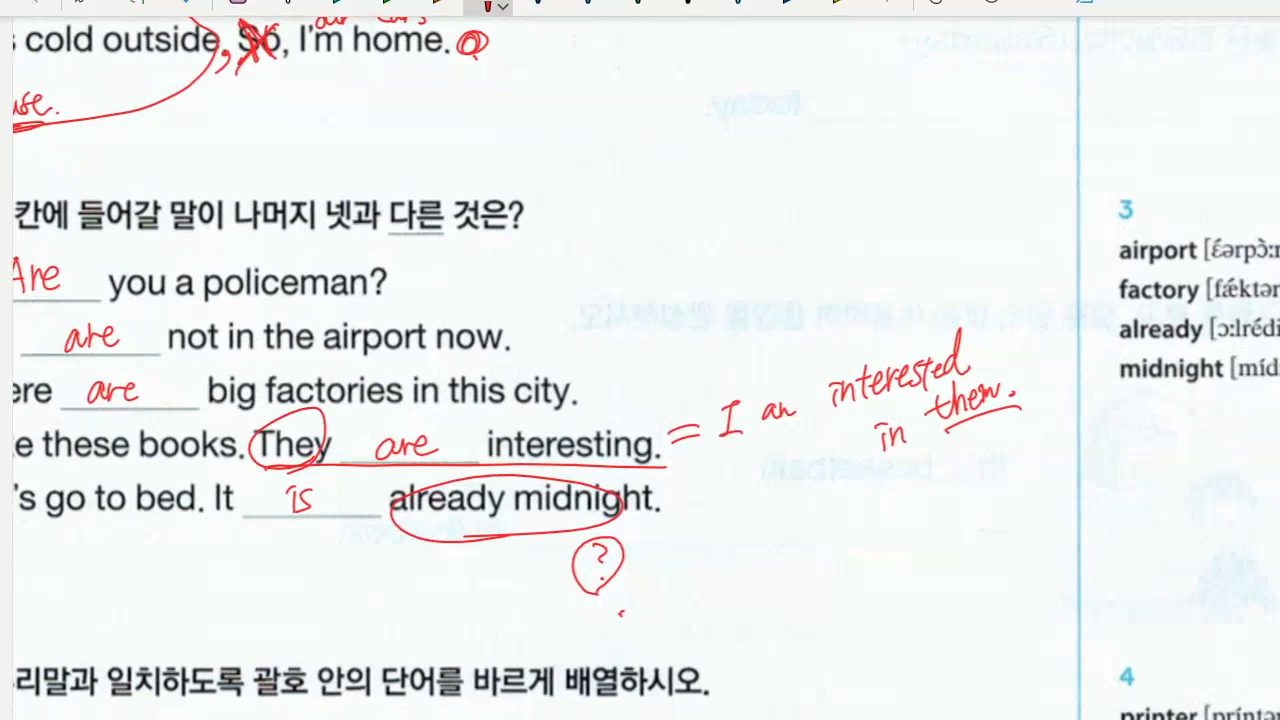 cold outside, So, I'm home.
use.
칸에 들어갈 말이 나머지 넷과 다른 것은?
Are you a policeman?
are not in the airport now.
ere are big factories in this city.
e these books. They are interesting. = I am interested in them.
's go to bed. It is already midnight.
?
리말과 일치하도록 괄호 안의 단어를 바르게 배열하시오.
3
airport [ɛ́ərpɔ̀ːr
factory [fǽktər
already [ɔːlrédi
midnight [míd
4
printer [príntə
today.
basketball